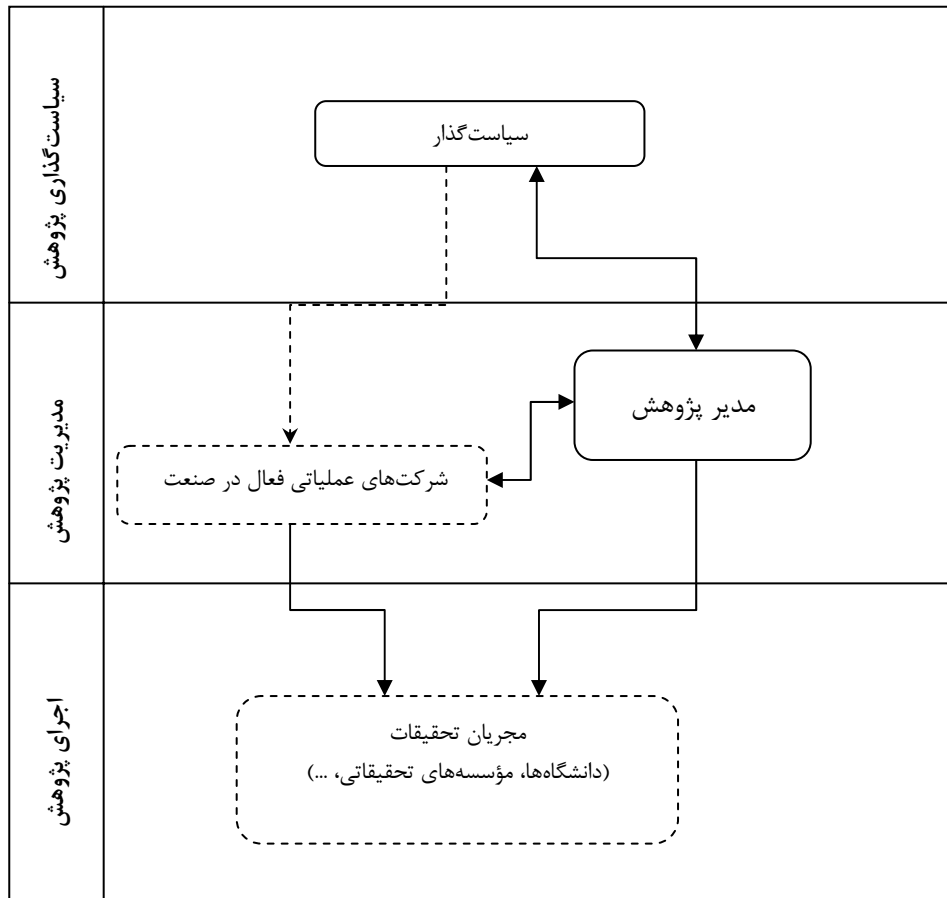 سیاست‌گذاری پژوهش
سیاست‌گذار
مدیریت پژوهش
مدیر پژوهش
شرکت‌های عملیاتی فعال در صنعت
اجرای پژوهش
مجریان تحقیقات
(دانشگاه‌ها، مؤسسه‌های تحقیقاتی، ...)